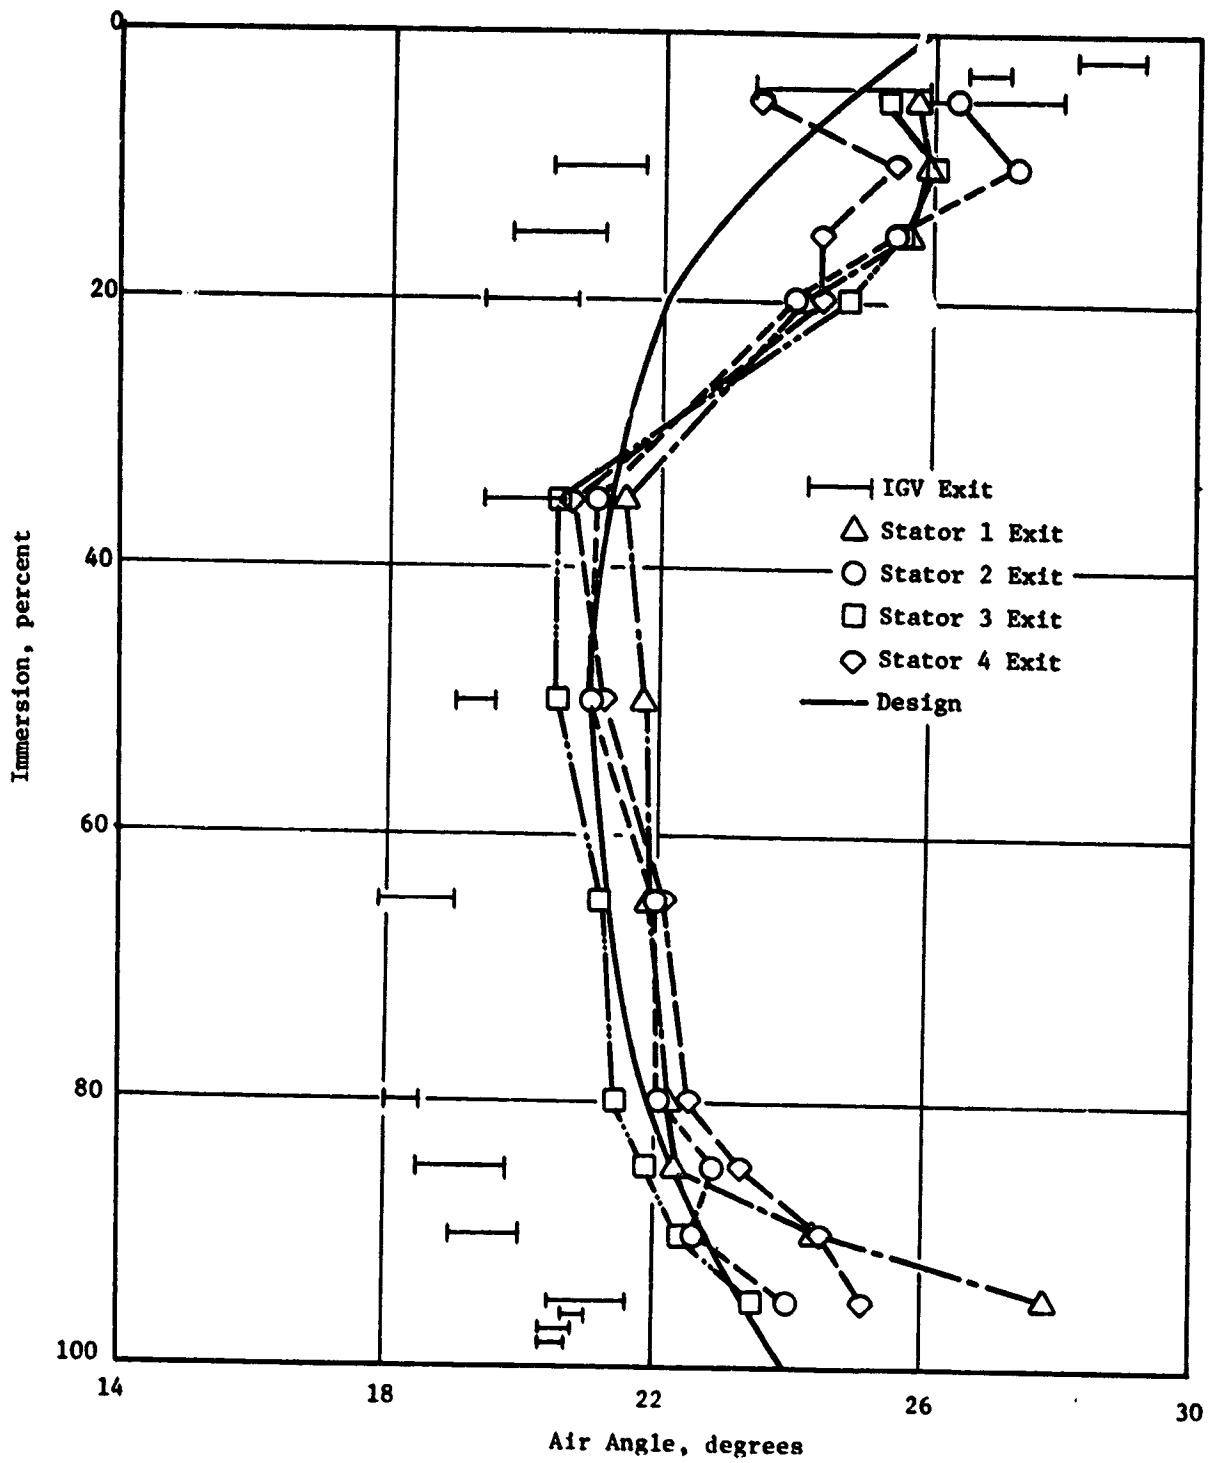 0
20
40
60
80
100
Immersion, percent
IGV Exit
Stator 1 Exit
Stator 2 Exit
Stator 3 Exit
Stator 4 Exit
Design
14
18
22
26
30
Air Angle, degrees